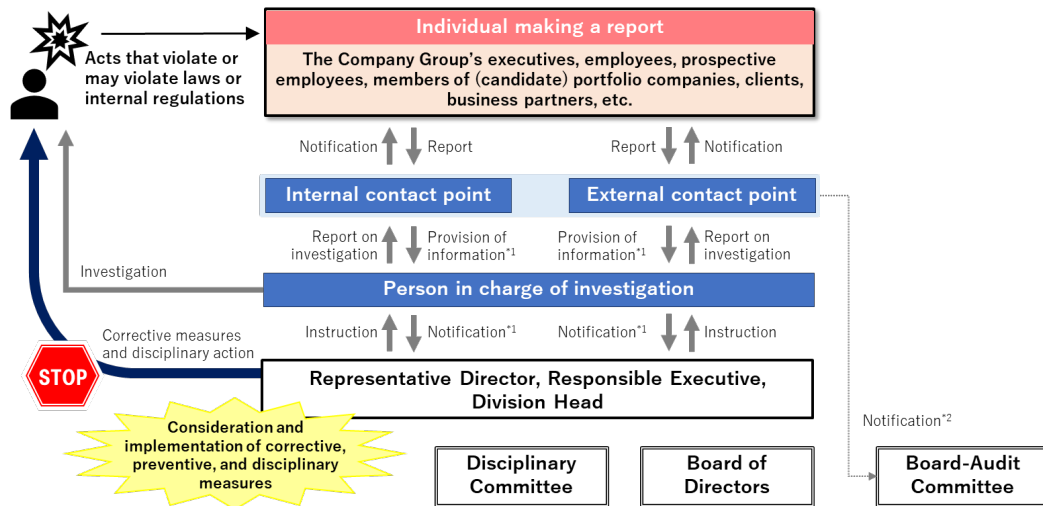 Individual making a report
Acts that violate or
may violate laws or
internal regulations
The Company Group's executives, employees, prospective
employees, members of (candidate) portfolio companies, clients,
business partners, etc.
Notification
Report
Report
Notification
Internal contact point
External contact point
Report on
investigation
Provision of
information*1
Provision of
information*1
Report on
investigation
Investigation
Person in charge of investigation
Instruction
Notification*1
Notification*1
Instruction
Corrective measures
and disciplinary action
STOP
Representative Director, Responsible Executive,
Division Head
Consideration and
implementation of corrective,
preventive, and disciplinary
measures
Notification*2
Disciplinary
Committee
Board of
Directors
Board-Audit
Committee